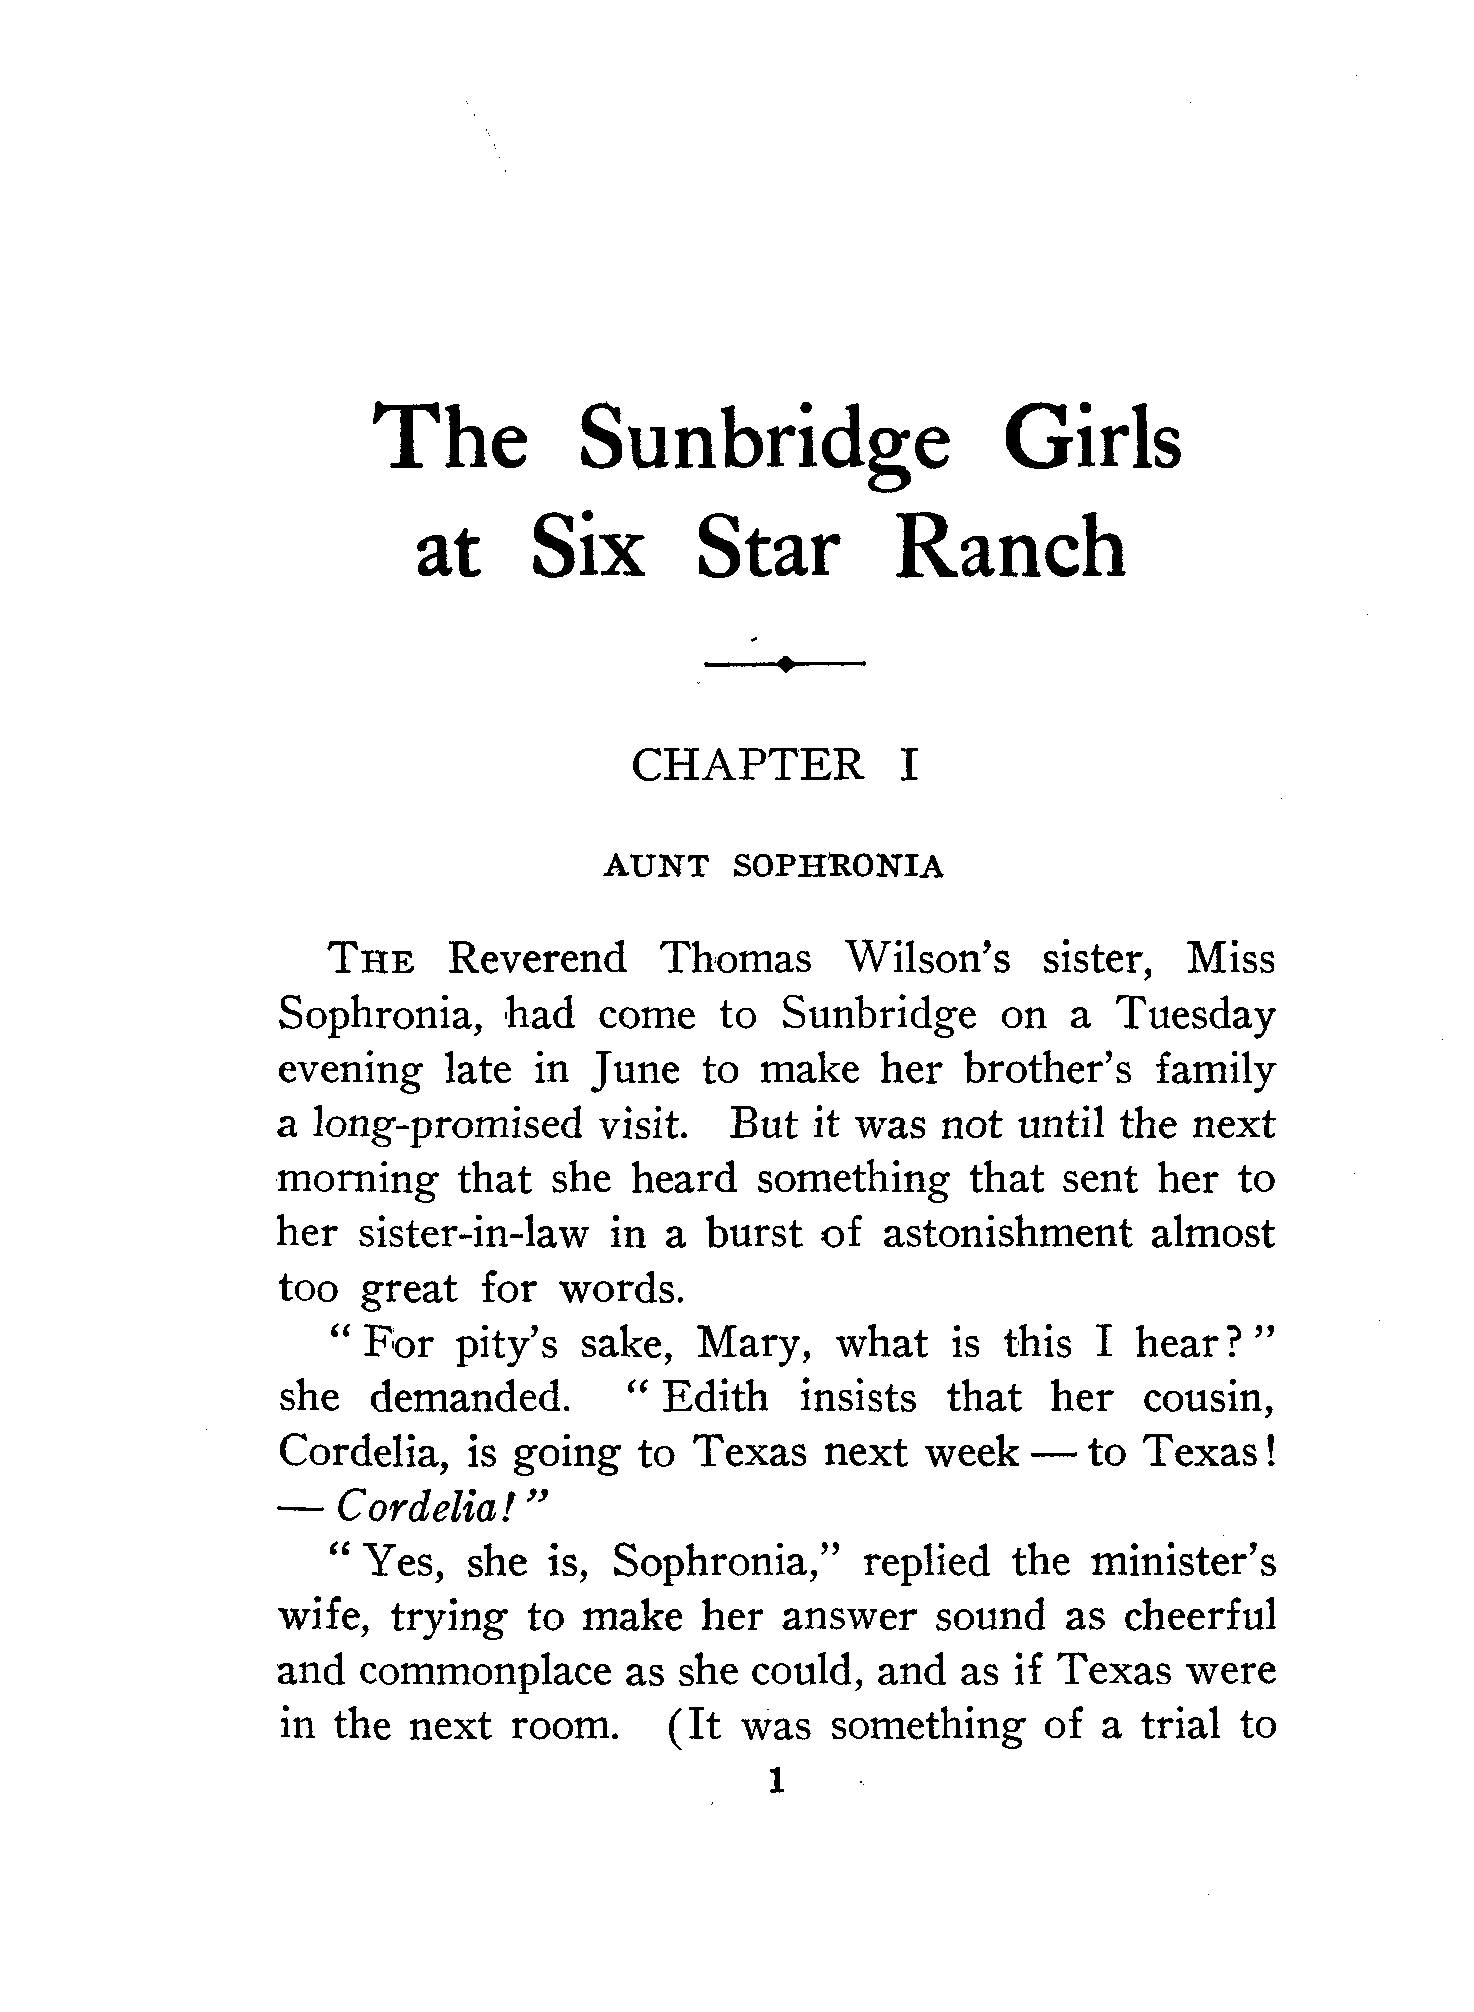 The Sunbridge Girls
at Six Star Ranch
CHAPTER I
AUNT SOPHRONIA
THE Reverend Thomas Wilson's sister, Miss
Sophronia, had come to Sunbridge on a Tuesday
evening late in June to make her brother's family
a long-promised visit. But it was not until the next
morning that she heard something that sent her to
her sister-in-law in a burst of astonishment almost
too great for words.
“ For pity's sake, Mary, what is this I hear? ”
she demanded. “ Edith insists that her cousin,
Cordelia, is going to Texas next week — to Texas!
— Cordelia! ”
“ Yes, she is, Sophronia,” replied the minister's
wife, trying to make her answer sound as cheerful
and commonplace as she could, and as if Texas were
in the next room. (It was something of a trial to
1